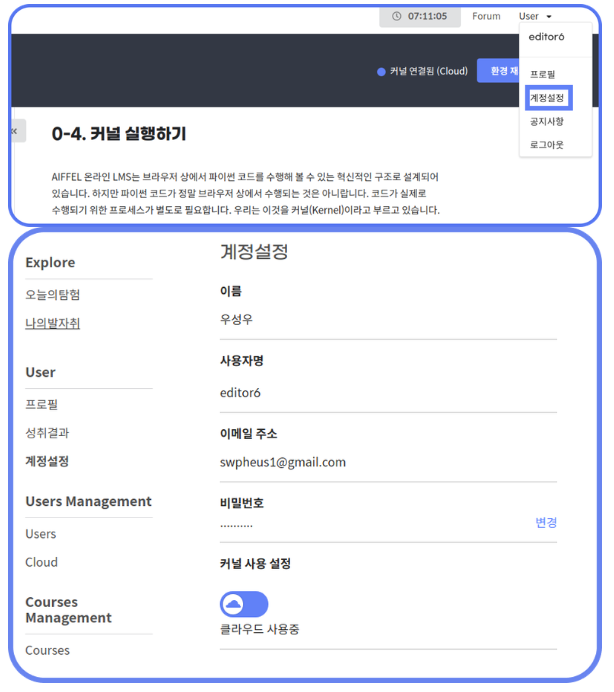 07:11:05 Forum User
editor6
커널 연결됨 (Cloud) 환경 재
프로필
계정설정
공지사항
로그아웃
«
0-4. 커널 실행하기
AIFFEL 온라인 LMS는 브라우저 상에서 파이썬 코드를 수행해 볼 수 있는 혁신적인 구조로 설계되어
있습니다. 하지만 파이썬 코드가 정말 브라우저 상에서 수행되는 것은 아니랍니다. 코드가 실제로
수행되기 위한 프로세스가 별도로 필요합니다. 우리는 이것을 커널(Kernel)이라고 부르고 있습니다.
Explore
오늘의탐험
나의발자취
User
프로필
성취결과
계정설정
Users Management
Users
Cloud
Courses
Management
Courses
계정설정
이름
우성우
사용자명
editor6
이메일 주소
swpheus1@gmail.com
비밀번호
.......... 변경
커널 사용 설정
클라우드 사용중